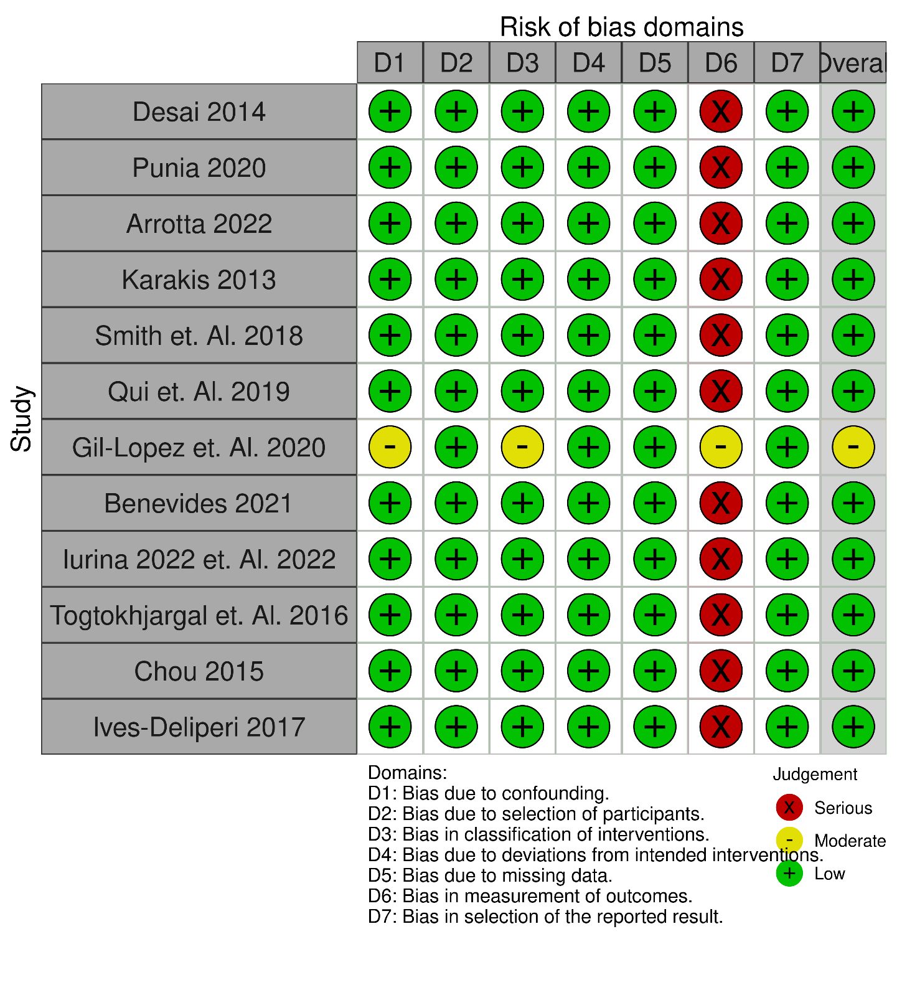 Risk of bias domains
D1 D2 D3 D4 D5 D6 D7 Overal
Study
Desai 2014 + + + + + X + +
Punia 2020 + + + + + X + +
Arrotta 2022 + + + + + X + +
Karakis 2013 + + + + + X + +
Smith et. Al. 2018 + + + + + X + +
Qui et. Al. 2019 + + + + + X + +
Gil-Lopez et. Al. 2020 - + - + + - + -
Benevides 2021 + + + + + X + +
Iurina 2022 et. Al. 2022 + + + + + X + +
Togtokhjargal et. Al. 2016 + + + + + X + +
Chou 2015 + + + + + X + +
Ives-Deliperi 2017 + + + + + X + +
Domains:
D1: Bias due to confounding.
D2: Bias due to selection of participants.
D3: Bias in classification of interventions.
D4: Bias due to deviations from intended interventions.
D5: Bias due to missing data.
D6: Bias in measurement of outcomes.
D7: Bias in selection of the reported result.
Judgement
X Serious
- Moderate
+ Low